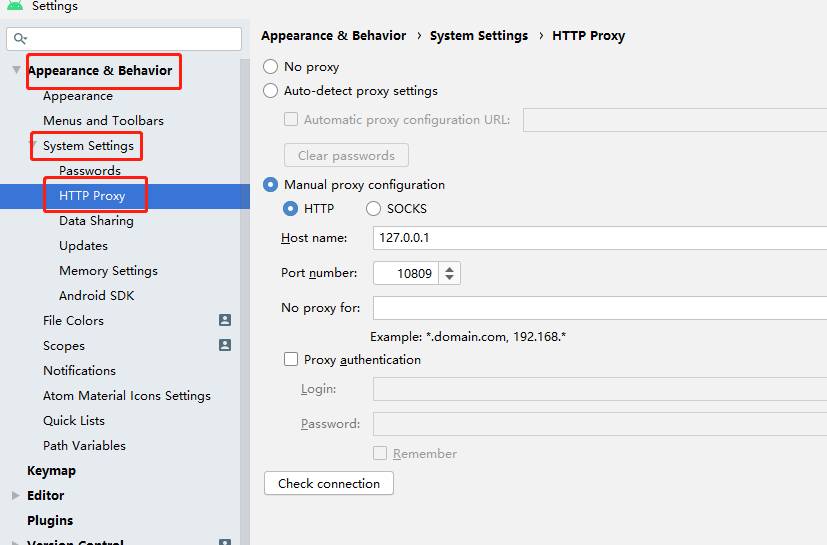 Settings
Appearance & Behavior
Appearance
Menus and Toolbars
System Settings
Passwords
HTTP Proxy
Data Sharing
Updates
Memory Settings
Android SDK
File Colors
Scopes
Notifications
Atom Material Icons Settings
Quick Lists
Path Variables
Keymap
Editor
Plugins
Version Control
Appearance & Behavior › System Settings › HTTP Proxy
No proxy
Auto-detect proxy settings
Automatic proxy configuration URL:
Clear passwords
Manual proxy configuration
HTTP SOCKS
Host name: 127.0.0.1
Port number: 10809
No proxy for:
Example: *.domain.com, 192.168.*
Proxy authentication
Login:
Password:
Remember
Check connection